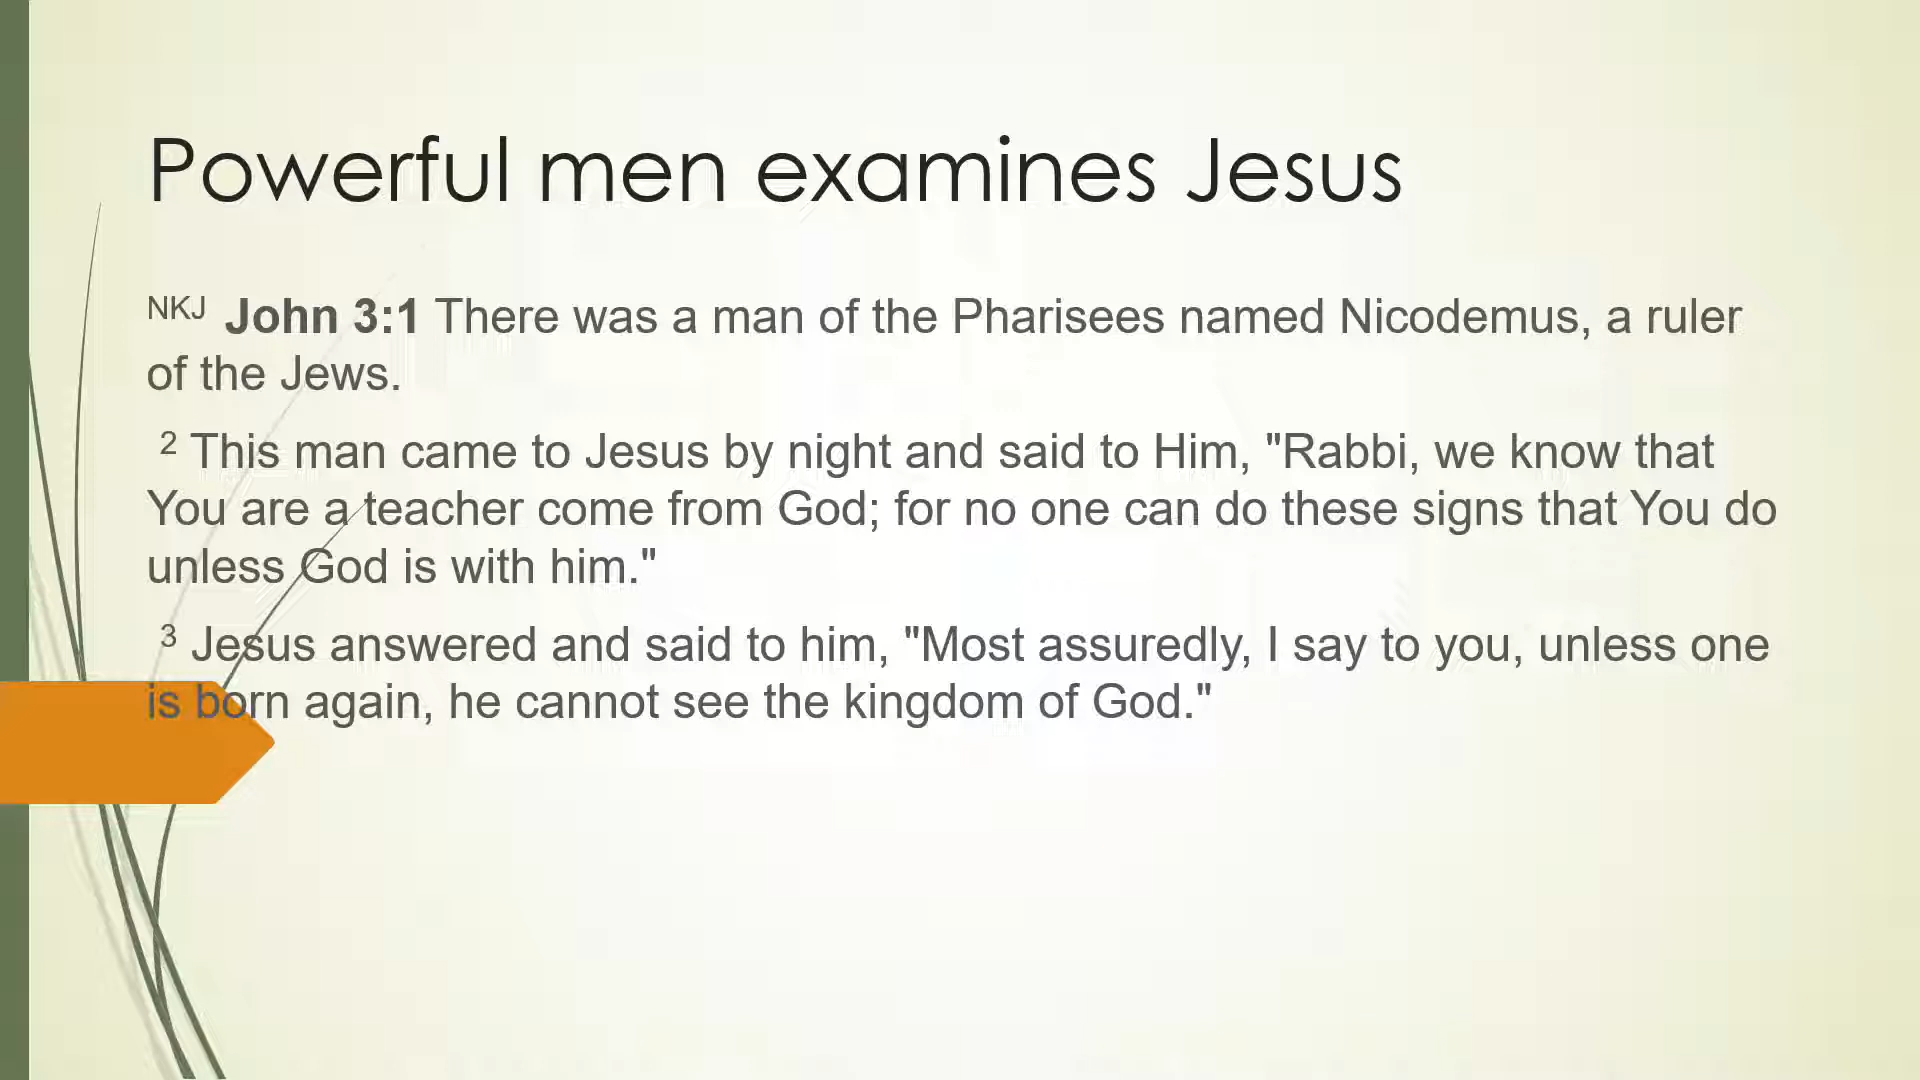 Powerful men examines Jesus
NKJ John 3:1 There was a man of the Pharisees named Nicodemus, a ruler
of the Jews.
2 This man came to Jesus by night and said to Him, "Rabbi, we know that
You are a teacher come from God; for no one can do these signs that You do
unless God is with him."
3 Jesus answered and said to him, "Most assuredly, I say to you, unless one
is born again, he cannot see the kingdom of God."